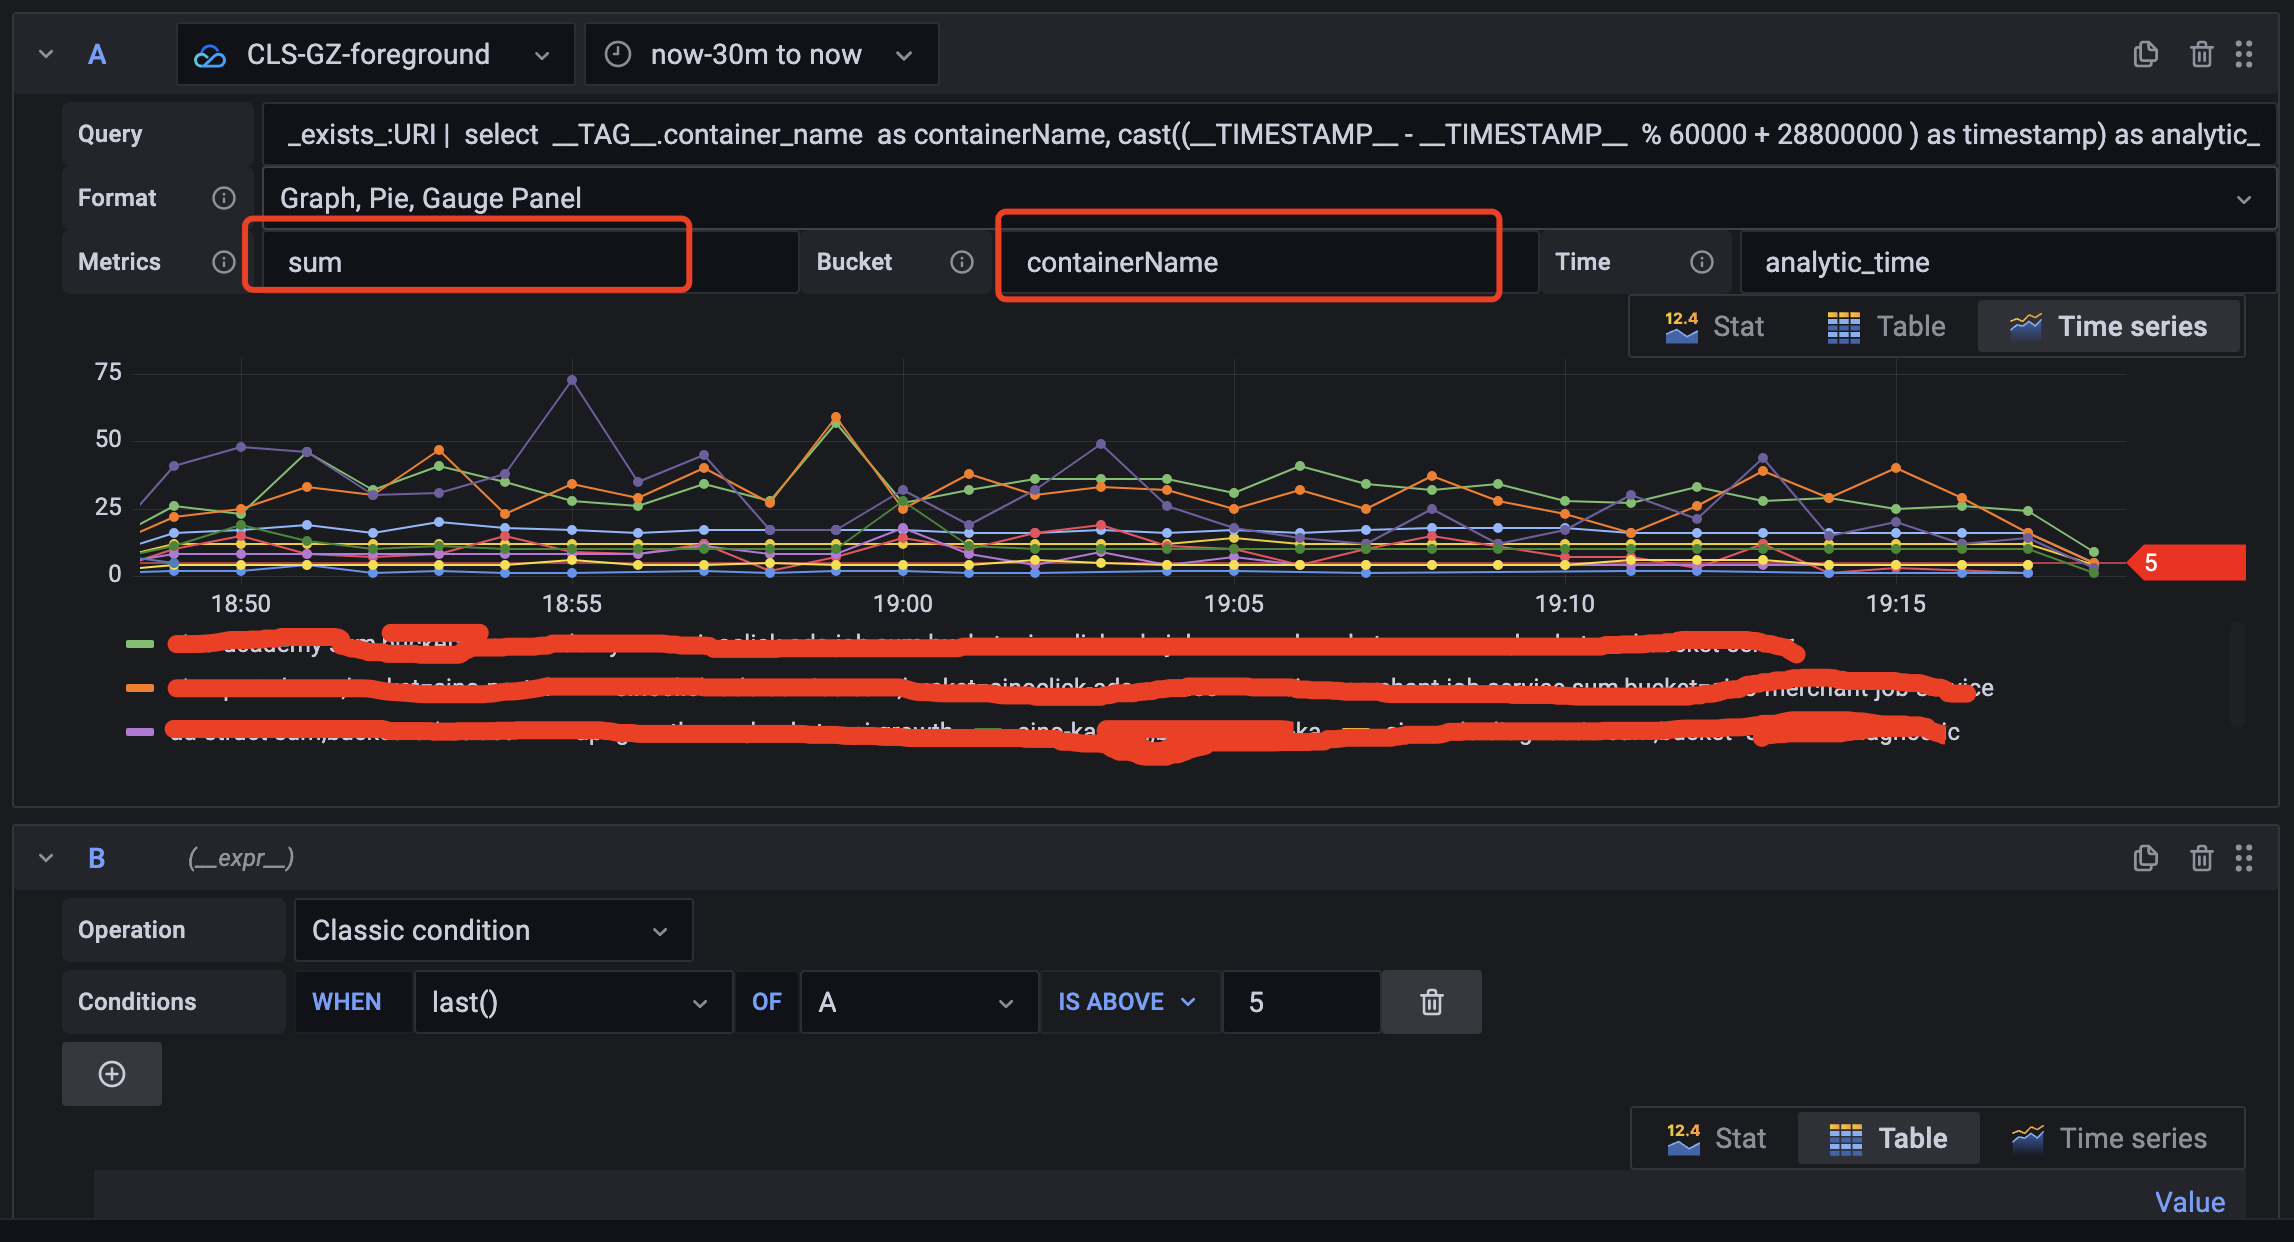 A CLS-GZ-foreground now-30m to now
Query _exists_:URI | select __TAG__.container_name as containerName, cast((__TIMESTAMP__ - __TIMESTAMP__ % 60000 + 28800000 ) as timestamp) as analytic_
Format Graph, Pie, Gauge Panel
Metrics sum Bucket containerName Time analytic_time
12.4 Stat Table Time series
75
50
25
0
5
18:50 18:55 19:00 19:05 19:10 19:15
B (__expr__)
Operation Classic condition
Conditions WHEN last() OF A IS ABOVE 5
12.4 Stat Table Time series
Value